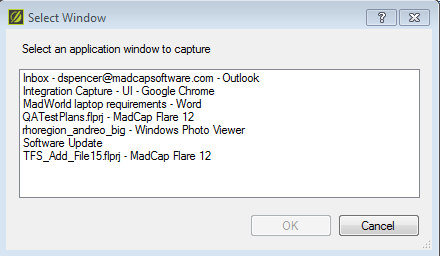 Select Window
?
Select an application window to capture
Inbox - dspencer@madcapsoftware.com - Outlook
Integration Capture - UI - Google Chrome
MadWorld laptop requirements - Word
QATestPlans.flprj - MadCap Flare 12
rhoregion_andreo_big - Windows Photo Viewer
Software Update
TFS_Add_File15.flprj - MadCap Flare 12
OK
Cancel